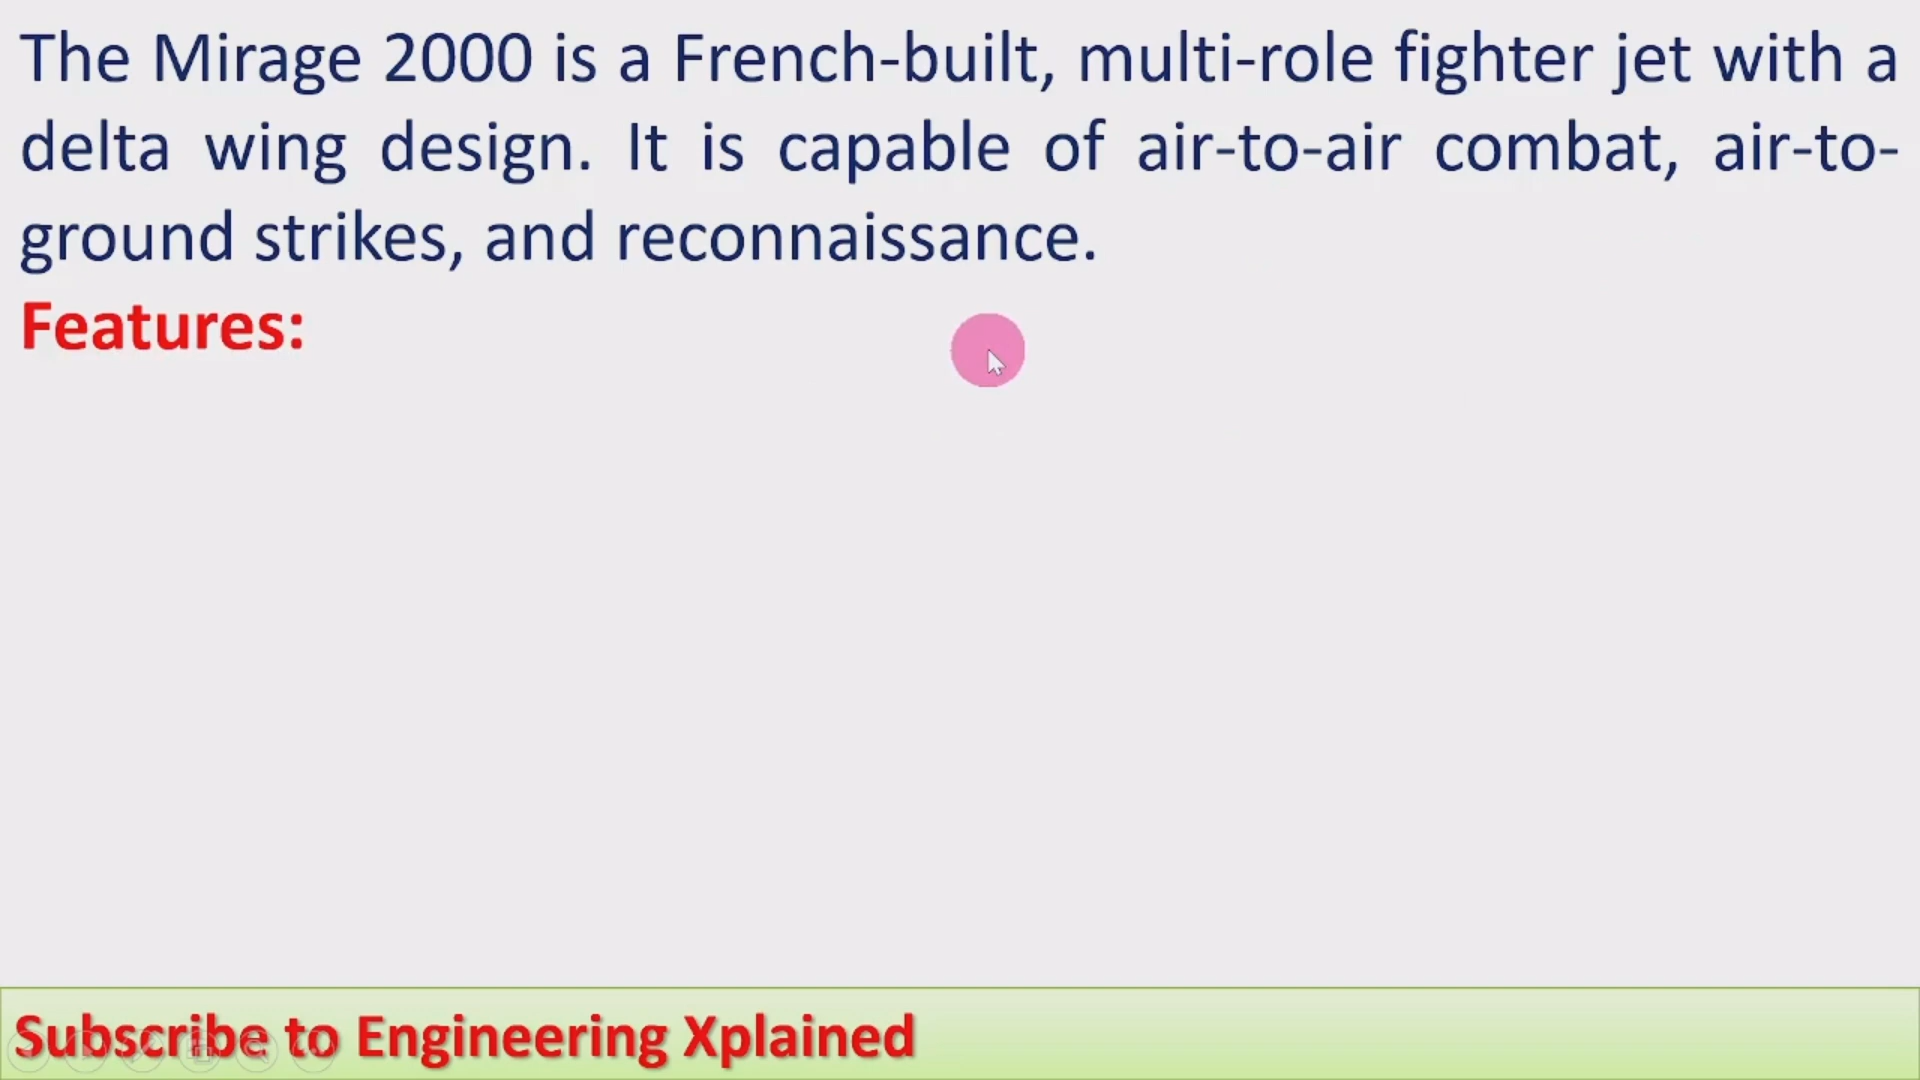 The Mirage 2000 is a French-built, multi-role fighter jet with a
delta wing design. It is capable of air-to-air combat, air-to-
ground strikes, and reconnaissance.
Features:
Subscribe to Engineering Xplained